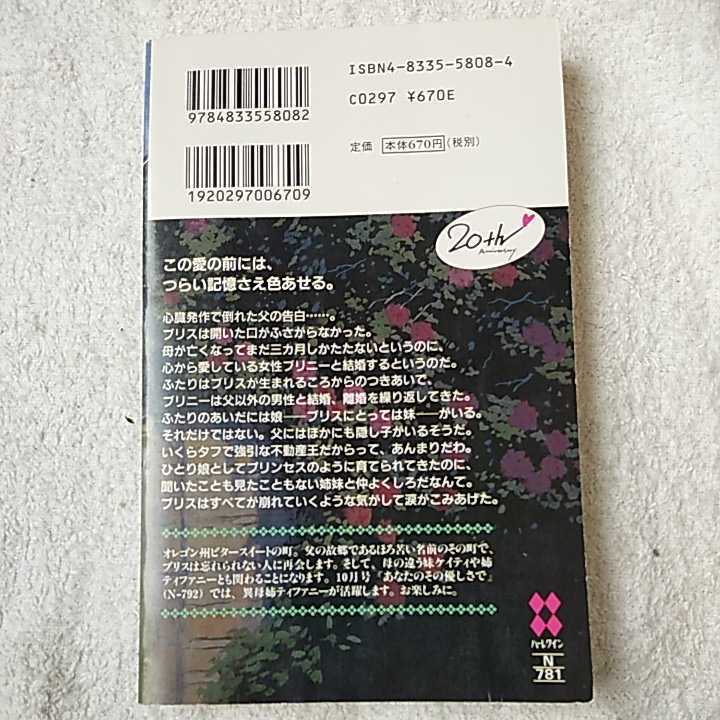 ISBN4-8335-5808-4
C0297 ¥670E
9784833558082
定価 本体670円(税別)
1920297006709
20th
Anniversary
この愛の前には、
つらい記憶さえ色あせる。
心臓発作で倒れた父の告白……。
ブリスは開いた口がふさがらなかった。
母が亡くなってまだ三カ月しかたたないというのに、
心から愛している女性ブリニーと結婚するというのだ。
ふたりはブリスが生まれるころからのつきあいで、
ブリニーは父以外の男性と結婚、離婚を繰り返してきた。
ふたりのあいだには娘──ブリスにとっては妹──がいる。
それだけではない。父にはほかにも隠し子がいるそうだ。
いくらタフで強引な不動産王だからって、あんまりだわ。
ひとり娘としてプリンセスのように育てられてきたのに、
聞いたことも見たこともない姉妹と仲よくしろだなんて。
ブリスはすべてが崩れていくような気がして涙がこみあげた。
オレゴン州ビタースイートの町。父の故郷であるほろ苦い名前のその町で、
ブリスは忘れられない人に再会します。そして、母の違う妹ケイティや姉
ティファニーとも関わることになります。10月号『あなたのその優しさで』
(N-792)では、異母姉ティファニーが活躍します。お楽しみに。
ハーレクイン
N
781